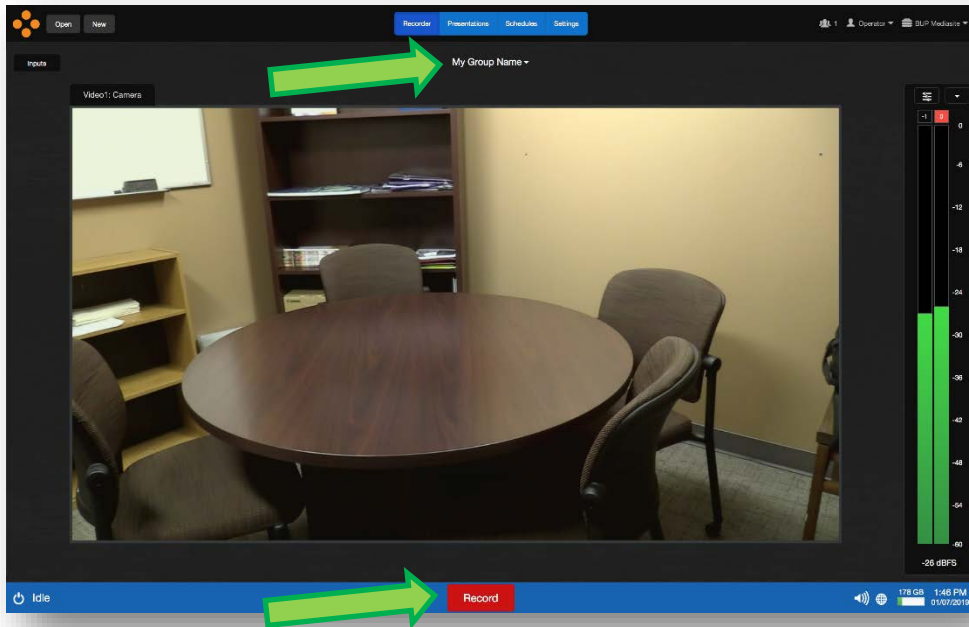 Open New Recorder Presentations Schedules Settings 1 Operator BUP Mediasite
Inputs My Group Name
Video1: Camera
-1 0
0
-6
-12
-18
-24
-30
-36
-42
-48
-54
-60
-26 dBFS
Idle Record 178 GB 1:46 PM
01/07/2019